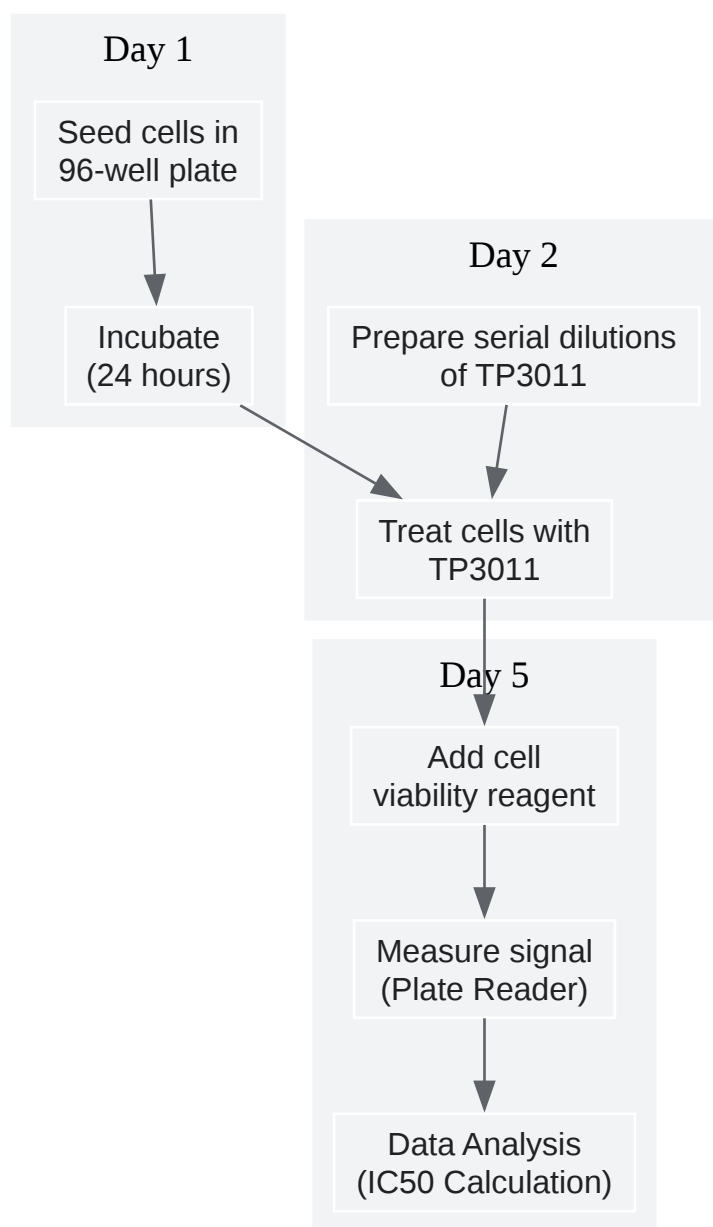 Day 1
Seed cells in
96-well plate
Incubate
(24 hours)
Day 2
Prepare serial dilutions
of TP3011
Treat cells with
TP3011
Day 5
Add cell
viability reagent
Measure signal
(Plate Reader)
Data Analysis
(IC50 Calculation)